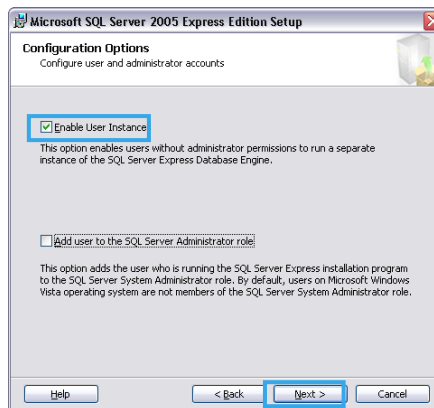 Microsoft SQL Server 2005 Express Edition Setup
Configuration Options
Configure user and administrator accounts
Enable User Instance
This option enables users without administrator permissions to run a separate
instance of the SQL Server Express Database Engine.
Add user to the SQL Server Administrator role
This option adds the user who is running the SQL Server Express installation program
to the SQL Server System Administrator role. By default, users on Microsoft Windows
Vista operating system are not members of the SQL Server System Administrator role.
Help < Back Next > Cancel